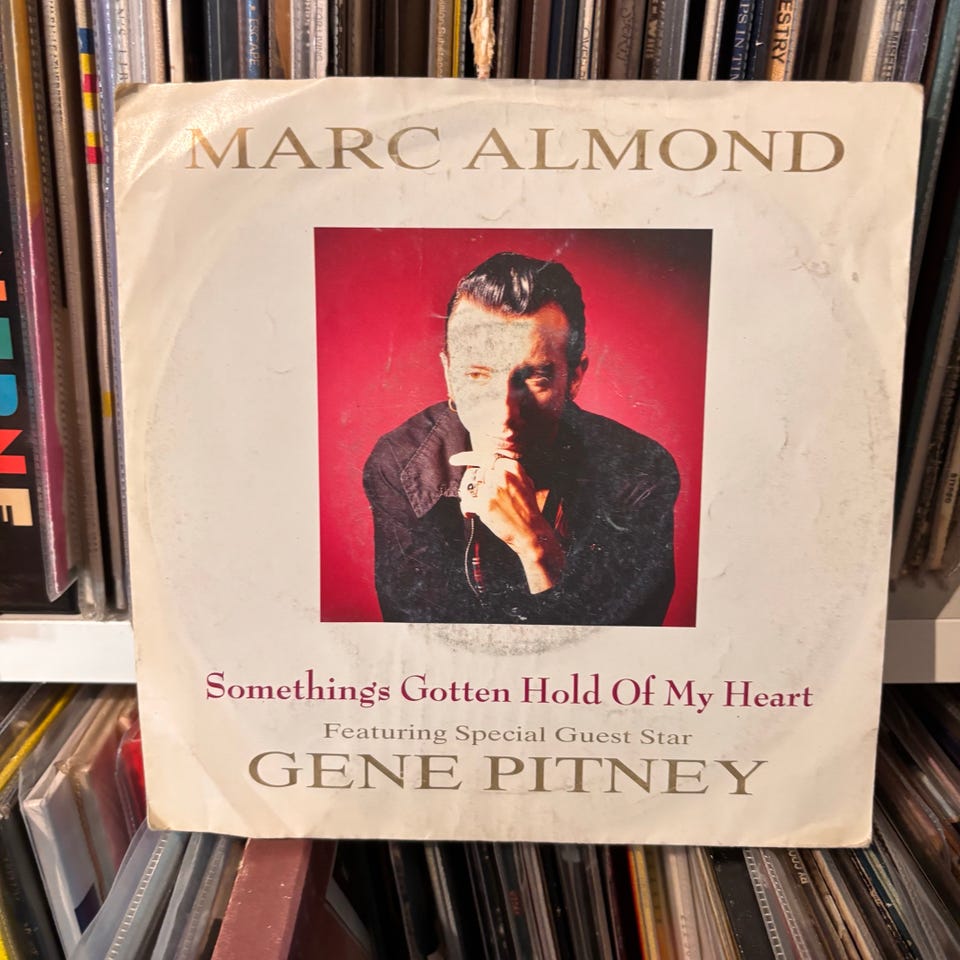 MARC ALMOND
Somethings Gotten Hold Of My Heart
Featuring Special Guest Star
GENE PITNEY